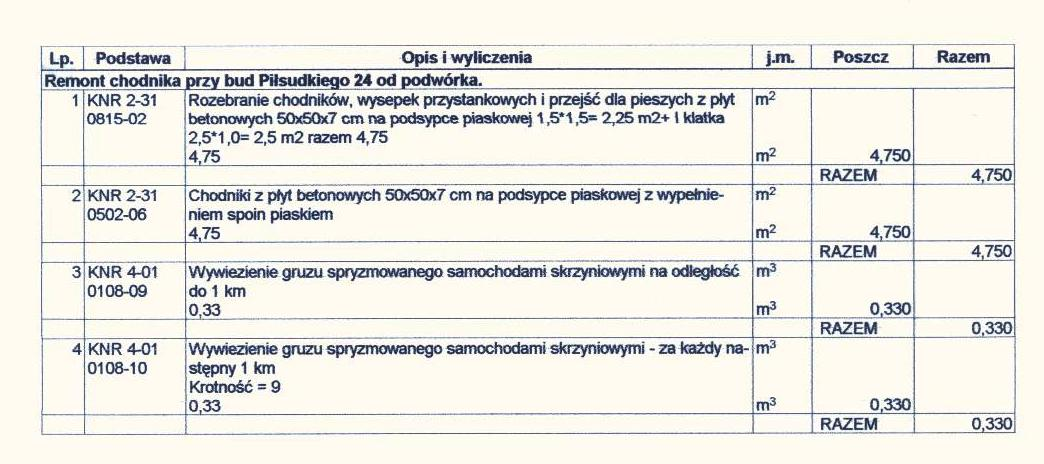 Lp. Podstawa Opis i wyliczenia j.m. Poszcz Razem
Remont chodnika przy bud Piłsudkiego 24 od podwórka.
1 KNR 2-31 Rozebranie chodników, wysepek przystankowych i przejść dla pieszych z płyt m2
0815-02 betonowych 50x50x7 cm na podsypce piaskowej 1,5*1,5= 2,25 m2+ I klatka
2,5*1,0= 2,5 m2 razem 4,75
4,75 m2 4,750
RAZEM 4,750
2 KNR 2-31 Chodniki z płyt betonowych 50x50x7 cm na podsypce piaskowej z wypełnie- m2
0502-06 niem spoin piaskiem
4,75 m2 4,750
RAZEM 4,750
3 KNR 4-01 Wywiezienie gruzu spryzmowanego samochodami skrzyniowymi na odległość m3
0108-09 do 1 km
0,33 m3 0,330
RAZEM 0,330
4 KNR 4-01 Wywiezienie gruzu spryzmowanego samochodami skrzyniowymi - za każdy na- m3
0108-10 stępny 1 km
Krotność = 9
0,33 m3 0,330
RAZEM 0,330